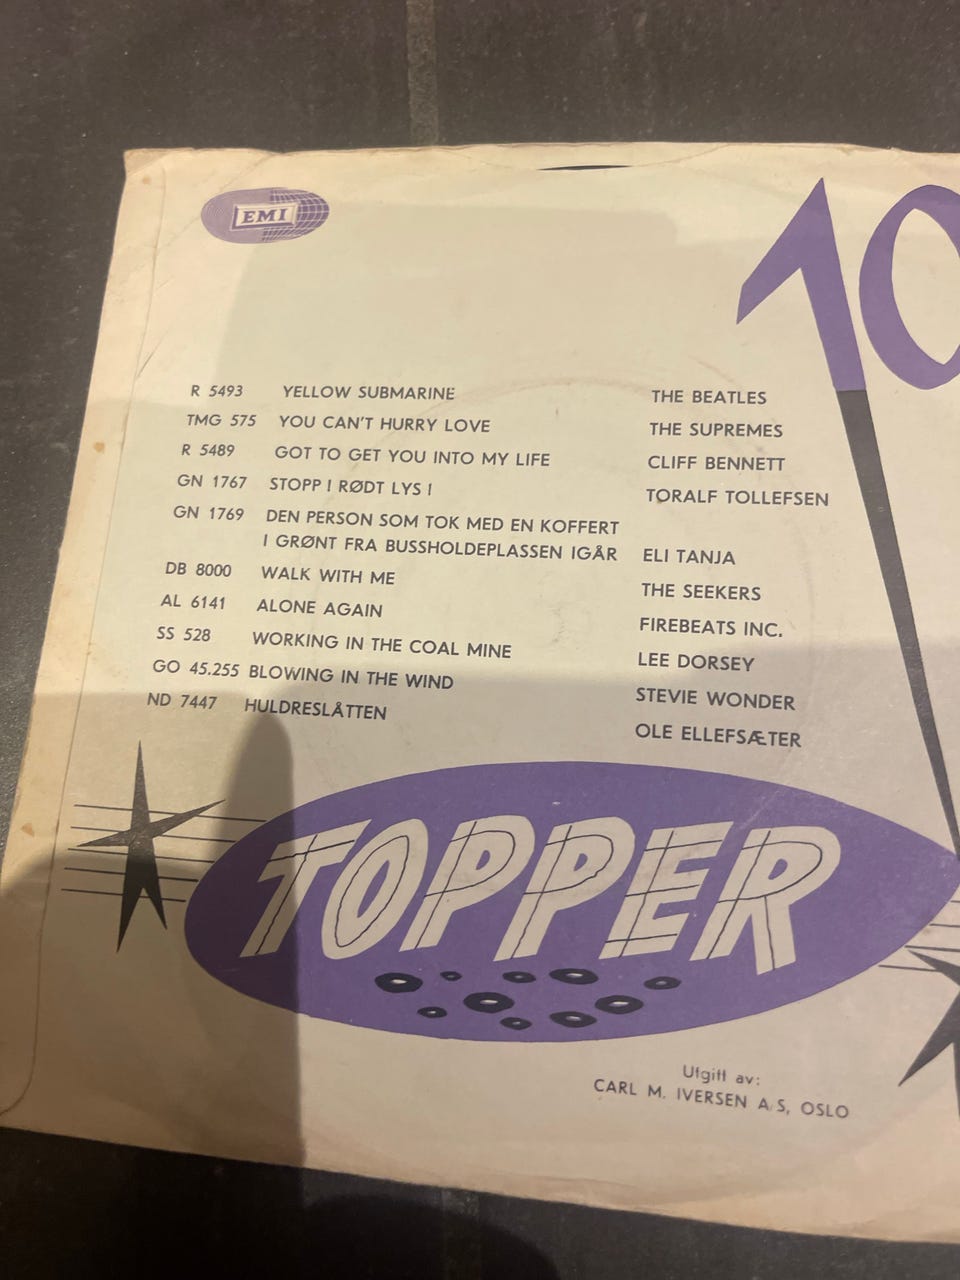 EMI
10
R 5493 YELLOW SUBMARINE THE BEATLES
TMG 575 YOU CAN'T HURRY LOVE THE SUPREMES
R 5489 GOT TO GET YOU INTO MY LIFE CLIFF BENNETT
GN 1767 STOPP ! RØDT LYS ! TORALF TOLLEFSEN
GN 1769 DEN PERSON SOM TOK MED EN KOFFERT
I GRØNT FRA BUSSHOLDEPLASSEN IGÅR ELI TANJA
DB 8000 WALK WITH ME THE SEEKERS
AL 6141 ALONE AGAIN FIREBEATS INC.
SS 528 WORKING IN THE COAL MINE LEE DORSEY
GO 45.255 BLOWING IN THE WIND STEVIE WONDER
ND 7447 HULDRESLÅTTEN OLE ELLEFSÆTER
TOPPER
Utgitt av:
CARL M. IVERSEN A/S, OSLO